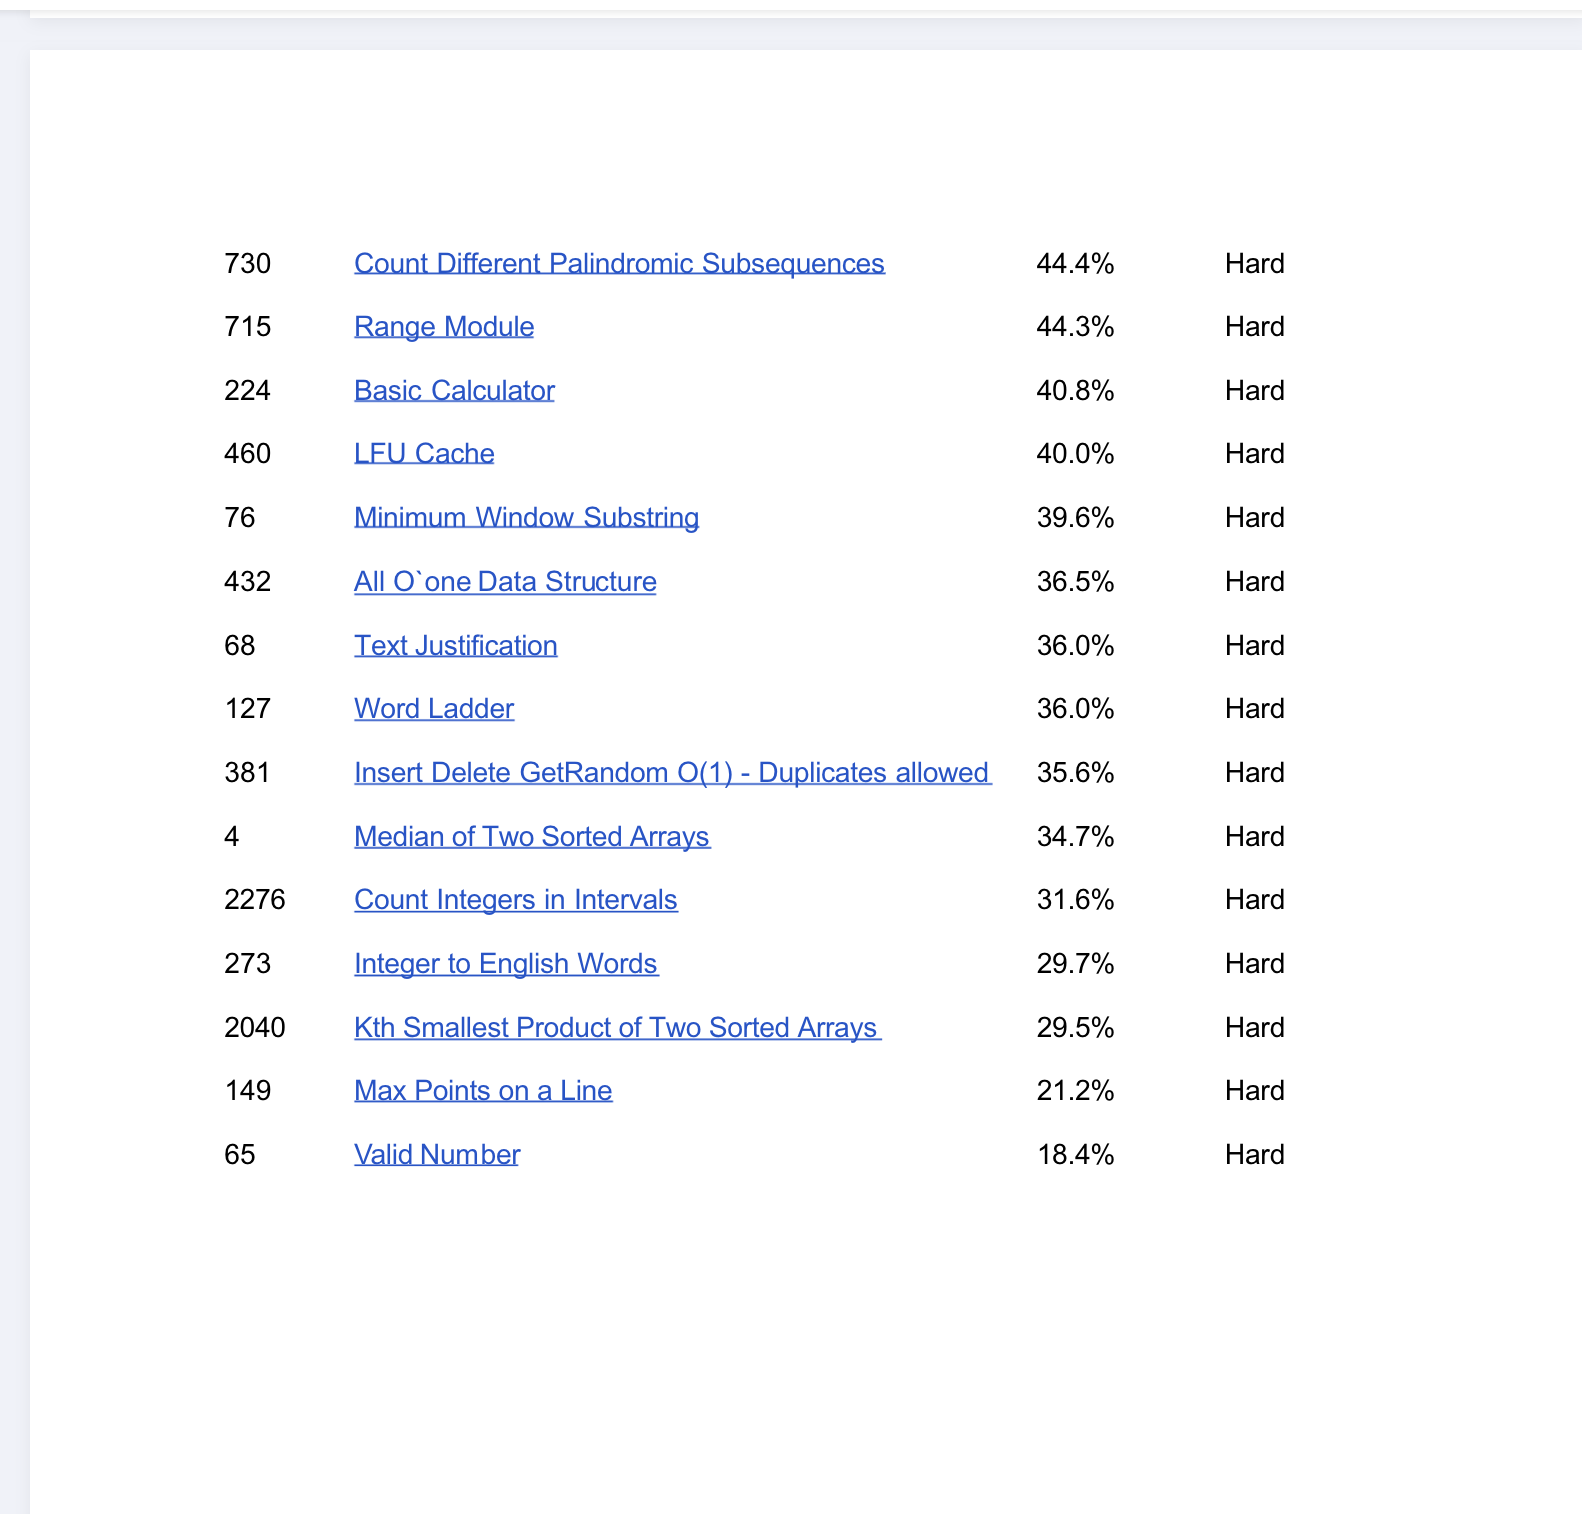 730 Count Different Palindromic Subsequences 44.4% Hard
715 Range Module 44.3% Hard
224 Basic Calculator 40.8% Hard
460 LFU Cache 40.0% Hard
76 Minimum Window Substring 39.6% Hard
432 All O`one Data Structure 36.5% Hard
68 Text Justification 36.0% Hard
127 Word Ladder 36.0% Hard
381 Insert Delete GetRandom O(1) - Duplicates allowed 35.6% Hard
4 Median of Two Sorted Arrays 34.7% Hard
2276 Count Integers in Intervals 31.6% Hard
273 Integer to English Words 29.7% Hard
2040 Kth Smallest Product of Two Sorted Arrays 29.5% Hard
149 Max Points on a Line 21.2% Hard
65 Valid Number 18.4% Hard